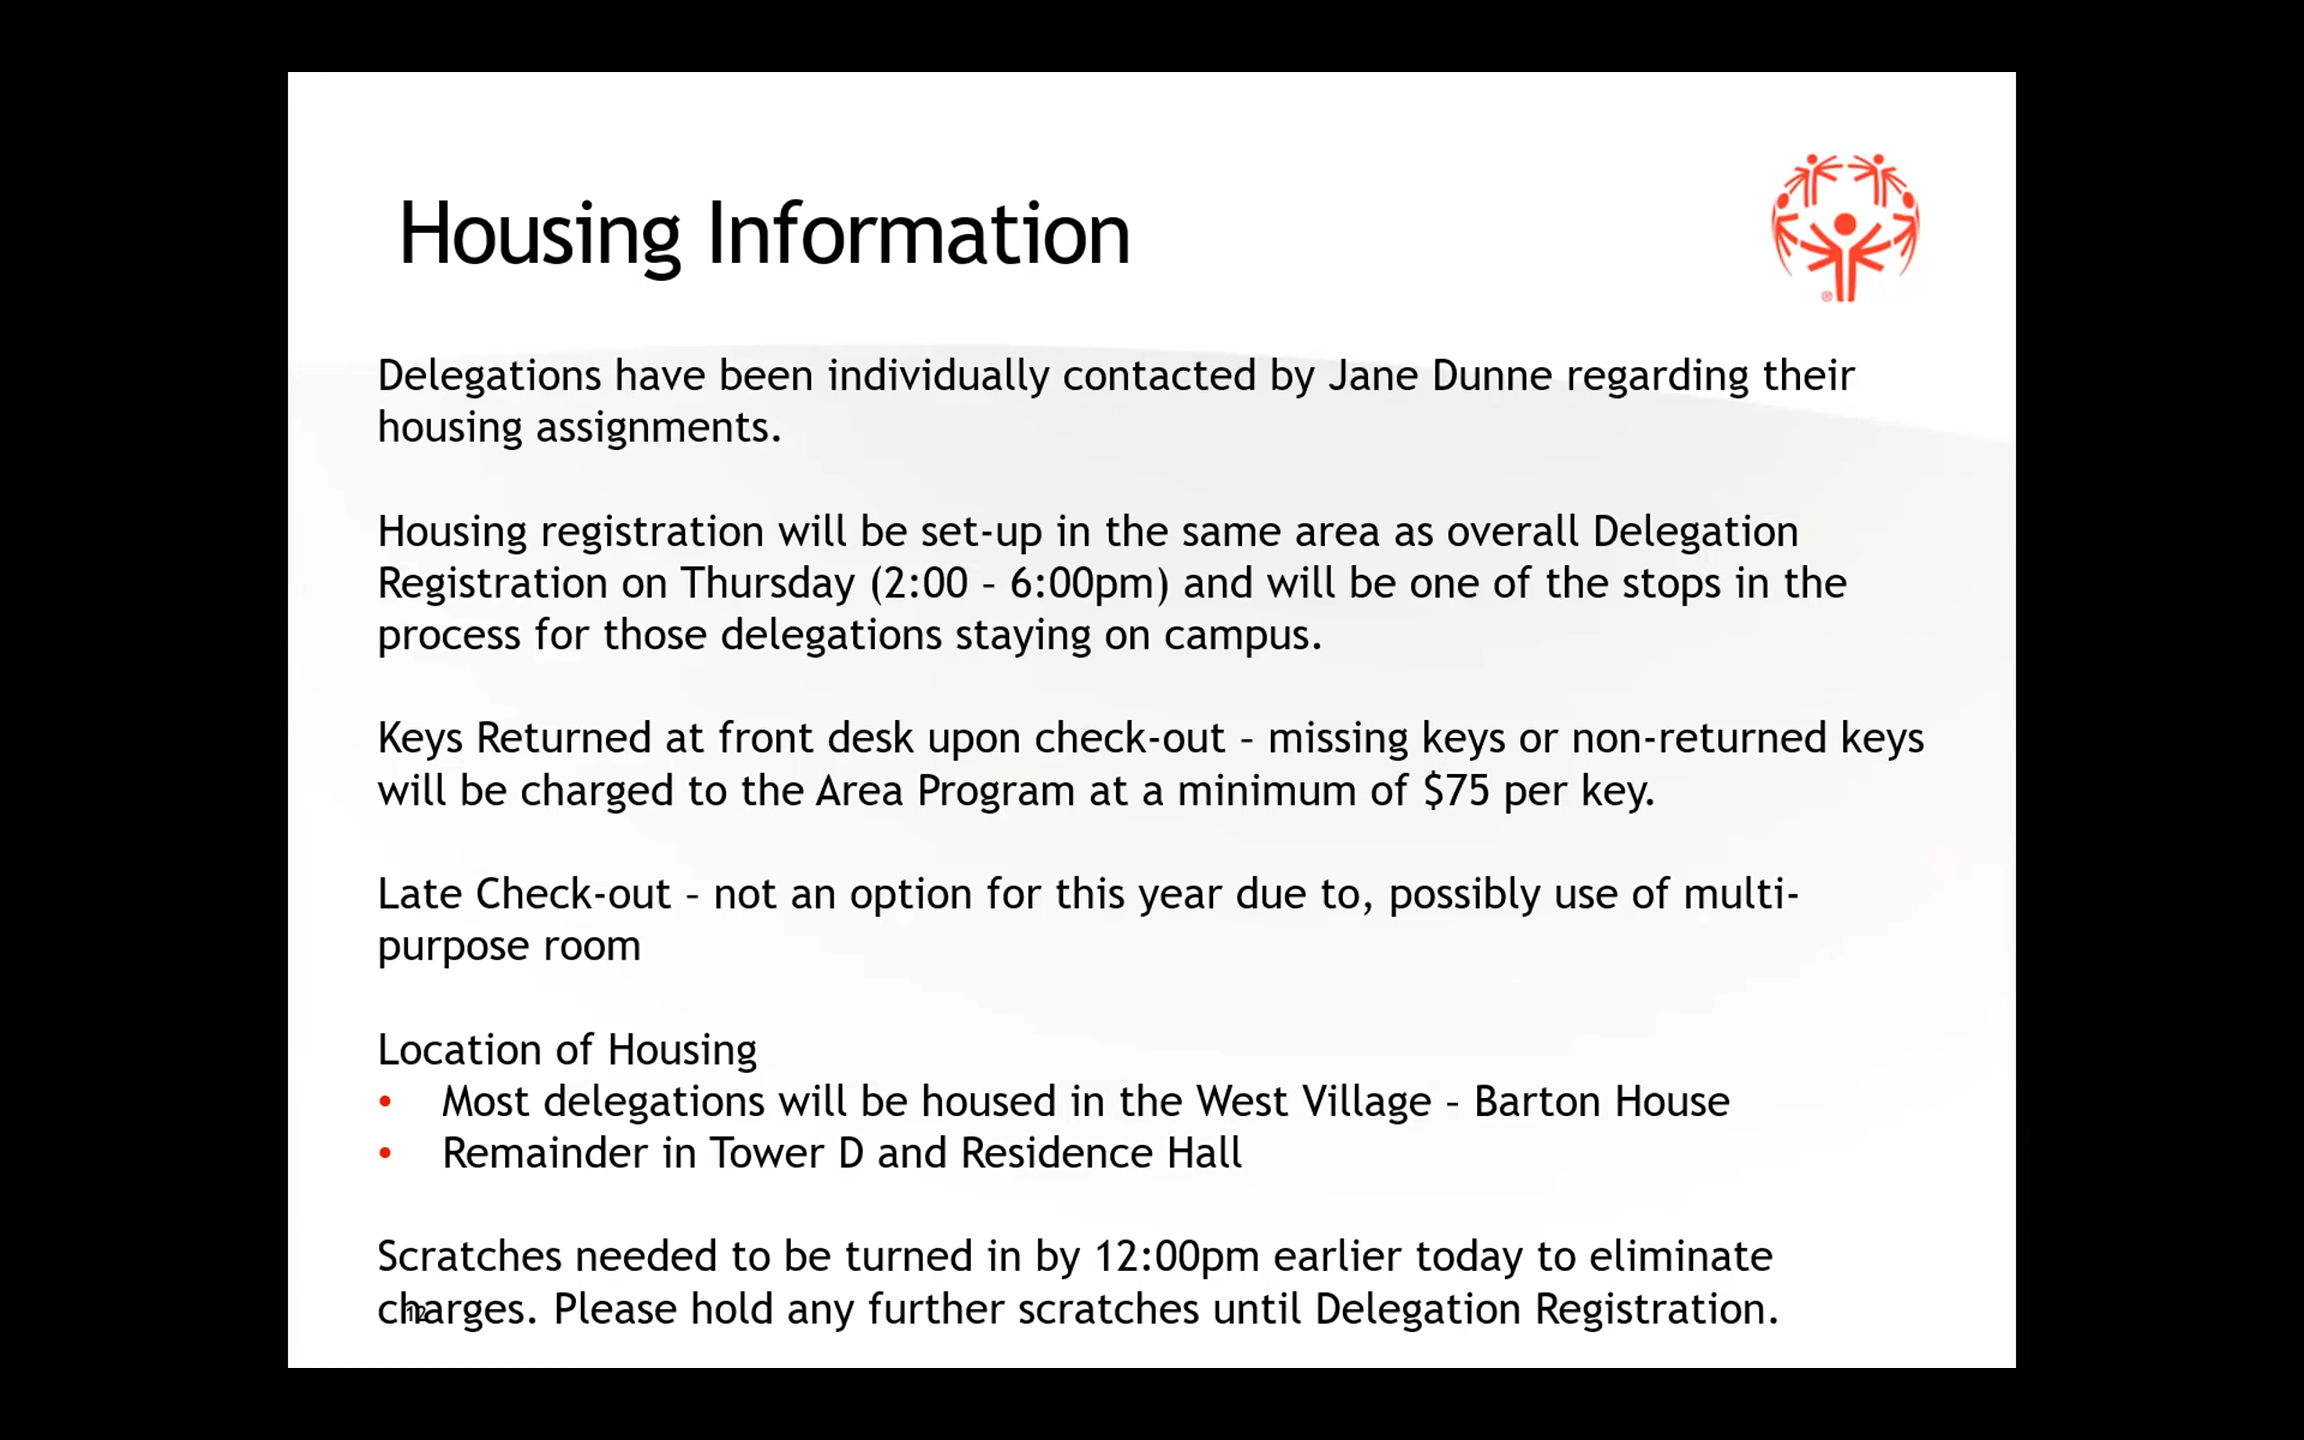 Housing Information
Delegations have been individually contacted by Jane Dunne regarding their
housing assignments.
Housing registration will be set-up in the same area as overall Delegation
Registration on Thursday (2:00 – 6:00pm) and will be one of the stops in the
process for those delegations staying on campus.
Keys Returned at front desk upon check-out – missing keys or non-returned keys
will be charged to the Area Program at a minimum of $75 per key.
Late Check-out – not an option for this year due to, possibly use of multi-
purpose room
Location of Housing
• Most delegations will be housed in the West Village – Barton House
• Remainder in Tower D and Residence Hall
Scratches needed to be turned in by 12:00pm earlier today to eliminate
charges. Please hold any further scratches until Delegation Registration.
12
®